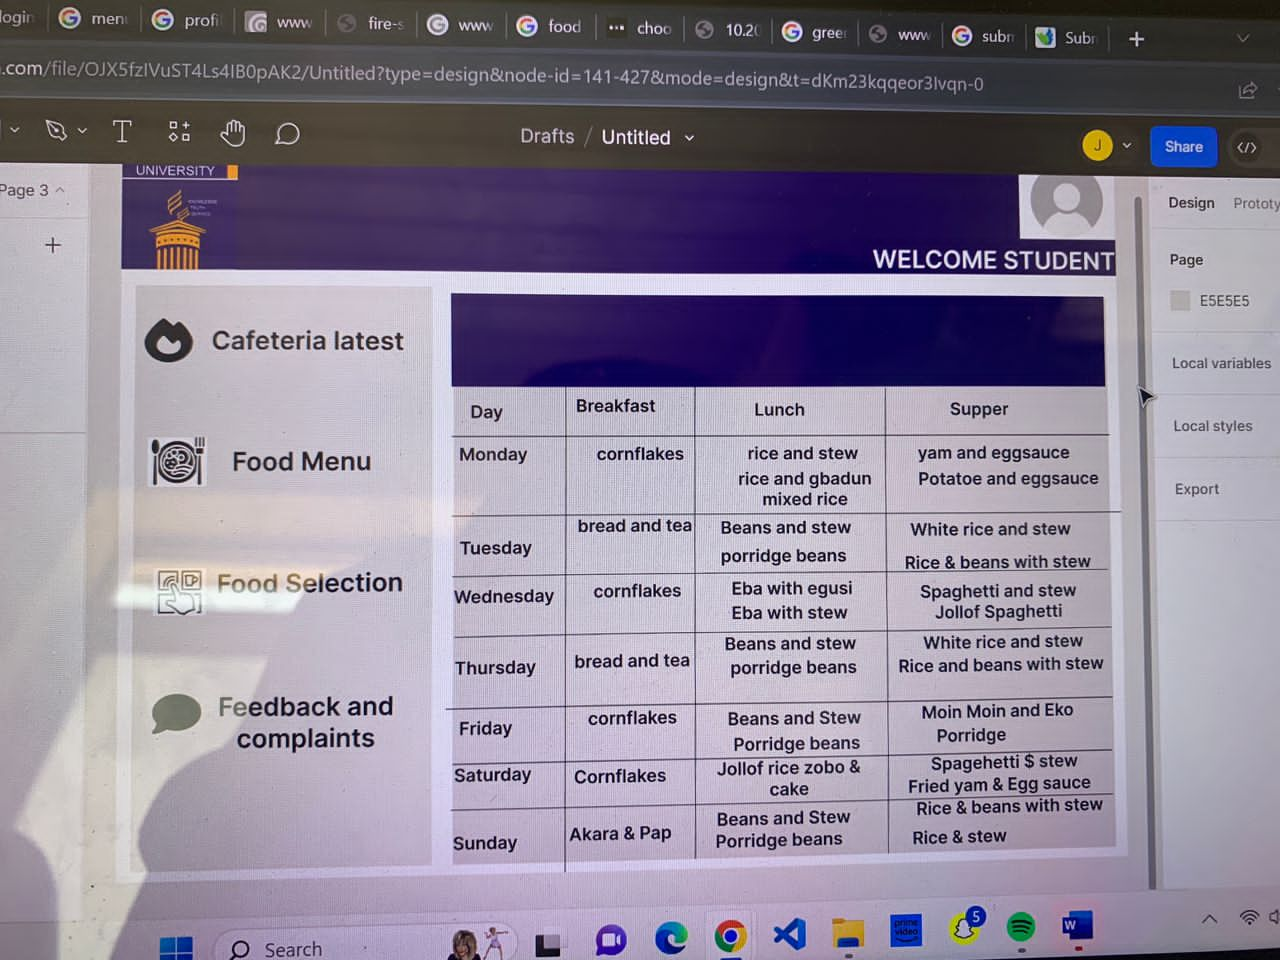 login
menu
profi
www
fire-s
www
food
choo
10.20
gree
www
subm
Subm
.com/file/OJX5fzIVuST4Ls4IB0pAK2/Untitled?type=design&node-id=141-427&mode=design&t=dKm23kqqeor3lvqn-0
T
Drafts / Untitled
J
Share
Page 3
UNIVERSITY
KNOWLEDGE
TRUTH
SERVICE
WELCOME STUDENT
Design Prototy
Page
E5E5E5
Local variables
Local styles
Export
Cafeteria latest
Food Menu
Food Selection
Feedback and
complaints
Day Breakfast Lunch Supper
Monday cornflakes rice and stew yam and eggsauce
rice and gbadun Potatoe and eggsauce
mixed rice
Tuesday bread and tea Beans and stew White rice and stew
porridge beans Rice & beans with stew
Wednesday cornflakes Eba with egusi Spaghetti and stew
Eba with stew Jollof Spaghetti
Thursday bread and tea Beans and stew White rice and stew
porridge beans Rice and beans with stew
Friday cornflakes Beans and Stew Moin Moin and Eko
Porridge beans Porridge
Saturday Cornflakes Jollof rice zobo & Spagehetti $ stew
cake Fried yam & Egg sauce
Sunday Akara & Pap Beans and Stew Rice & beans with stew
Porridge beans Rice & stew
Search
prime
video
5
W